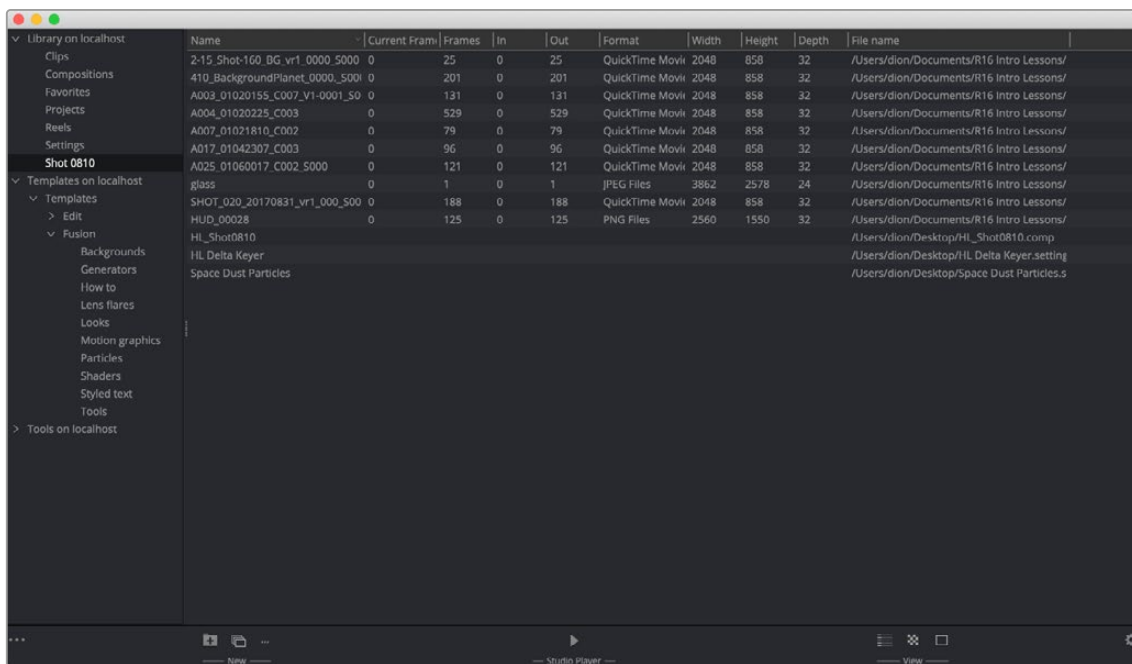 Library on localhost
Clips
Compositions
Favorites
Projects
Reels
Settings
Shot 0810
Templates on localhost
Templates
Edit
Fusion
Backgrounds
Generators
How to
Lens flares
Looks
Motion graphics
Particles
Shaders
Styled text
Tools
Tools on localhost
Name Current Fram Frames In Out Format Width Height Depth File name
2-15_Shot-160_BG_vr1_0000_S000 0 25 0 25 QuickTime Movi 2048 858 32 /Users/dion/Documents/R16 Intro Lessons/
410_BackgroundPlanet_0000._S00 0 201 0 201 QuickTime Movi 2048 858 32 /Users/dion/Documents/R16 Intro Lessons/
A003_01020155_C007_V1-0001_S0 0 131 0 131 QuickTime Movi 2048 858 32 /Users/dion/Documents/R16 Intro Lessons/
A004_01020225_C003 0 529 0 529 QuickTime Movi 2048 858 32 /Users/dion/Documents/R16 Intro Lessons/
A007_01021810_C002 0 79 0 79 QuickTime Movi 2048 858 32 /Users/dion/Documents/R16 Intro Lessons/
A017_01042307_C003 0 96 0 96 QuickTime Movi 2048 858 32 /Users/dion/Documents/R16 Intro Lessons/
A025_01060017_C002_S000 0 121 0 121 QuickTime Movi 2048 858 32 /Users/dion/Documents/R16 Intro Lessons/
glass 0 1 0 1 JPEG Files 3862 2578 24 /Users/dion/Documents/R16 Intro Lessons/
SHOT_020_20170831_vr1_000_S00 0 188 0 188 QuickTime Movi 2048 858 32 /Users/dion/Documents/R16 Intro Lessons/
HUD_00028 0 125 0 125 PNG Files 2560 1550 32 /Users/dion/Documents/R16 Intro Lessons/
HL_Shot0810 /Users/dion/Desktop/HL_Shot0810.comp
HL Delta Keyer /Users/dion/Desktop/HL Delta Keyer.setting
Space Dust Particles /Users/dion/Desktop/Space Dust Particles.s
New Studio Player View